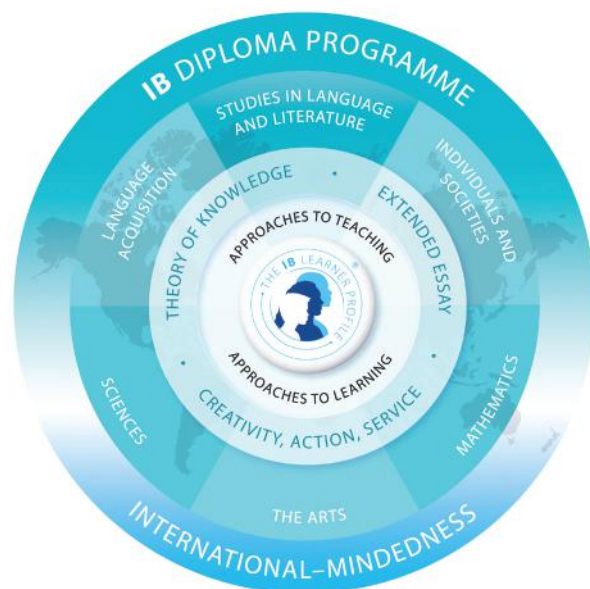 IB DIPLOMA PROGRAMME
STUDIES IN LANGUAGE
AND LITERATURE
LANGUAGE
ACQUISITION
INDIVIDUALS AND
SOCIETIES
THEORY OF KNOWLEDGE
·
EXTENDED ESSAY
·
APPROACHES TO TEACHING
THE IB LEARNER PROFILE
®
APPROACHES TO LEARNING
·
CREATIVITY, ACTION, SERVICE
SCIENCES
MATHEMATICS
THE ARTS
INTERNATIONAL–MINDEDNESS